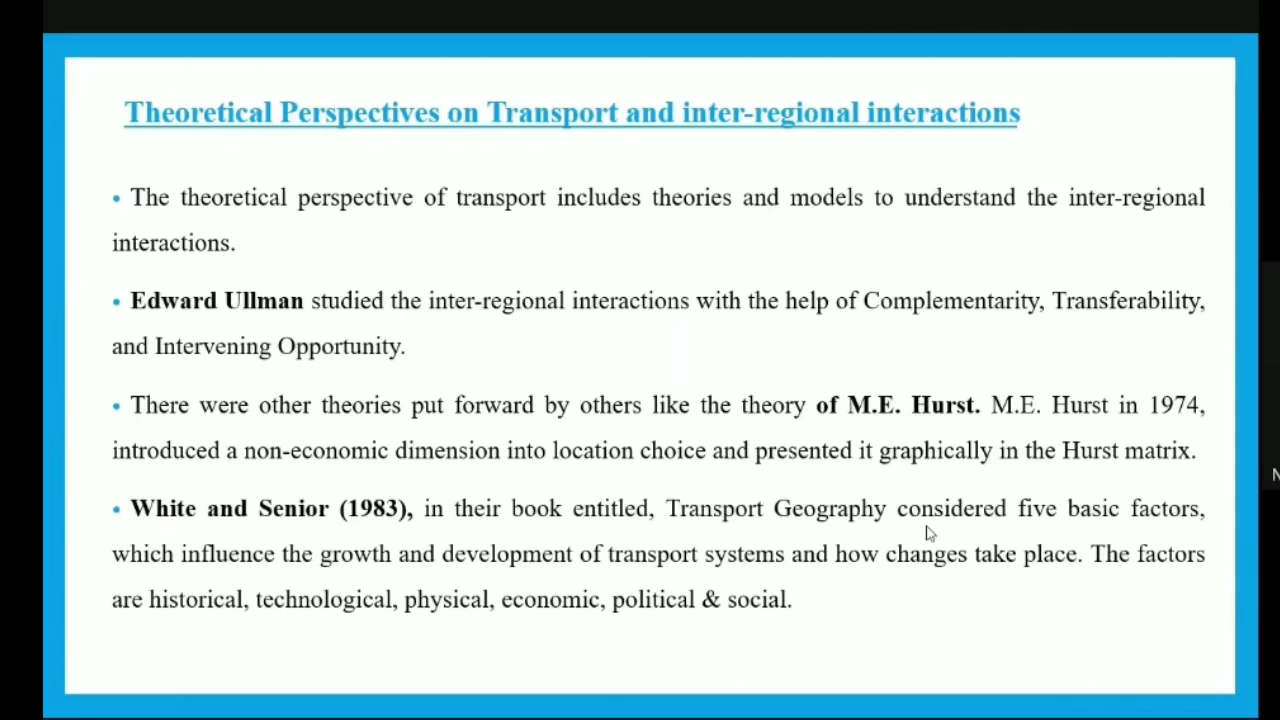 Theoretical Perspectives on Transport and inter-regional interactions
• The theoretical perspective of transport includes theories and models to understand the inter-regional
interactions.
• Edward Ullman studied the inter-regional interactions with the help of Complementarity, Transferability,
and Intervening Opportunity.
• There were other theories put forward by others like the theory of M.E. Hurst. M.E. Hurst in 1974,
introduced a non-economic dimension into location choice and presented it graphically in the Hurst matrix.
• White and Senior (1983), in their book entitled, Transport Geography considered five basic factors,
which influence the growth and development of transport systems and how changes take place. The factors
are historical, technological, physical, economic, political & social.